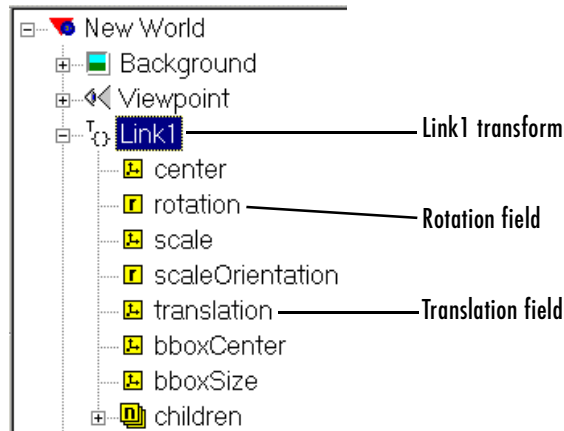 New World
Background
Viewpoint
Link1 Link1 transform
center
rotation Rotation field
scale
scaleOrientation
translation Translation field
bboxCenter
bboxSize
children